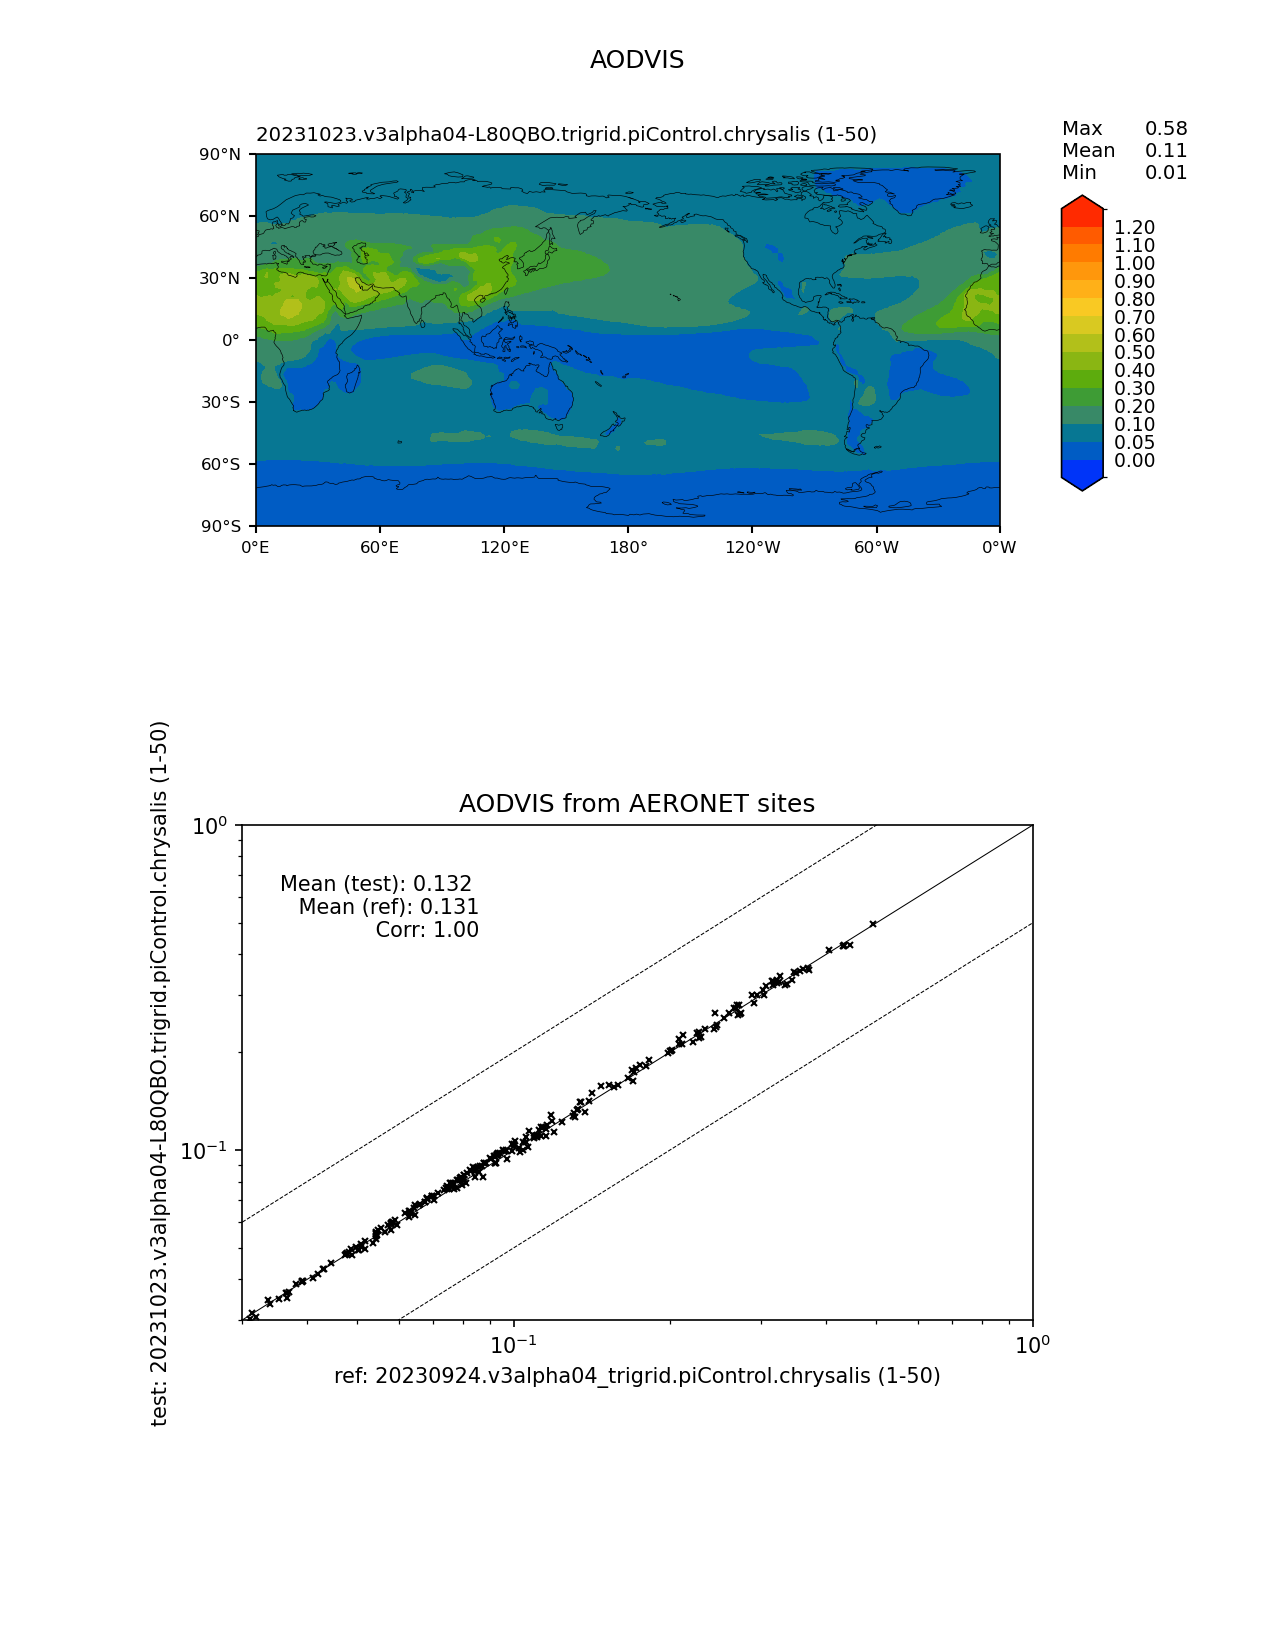 AODVIS
20231023.v3alpha04-L80QBO.trigrid.piControl.chrysalis (1-50)
Max 0.58
Mean 0.11
Min 0.01
90°N
60°N
30°N
0°
30°S
60°S
90°S
0°E 60°E 120°E 180° 120°W 60°W 0°W
1.20
1.10
1.00
0.90
0.80
0.70
0.60
0.50
0.40
0.30
0.20
0.10
0.05
0.00
AODVIS from AERONET sites
Mean (test): 0.132
Mean (ref): 0.131
Corr: 1.00
10⁰
10⁻¹
10⁻¹ 10⁰
test: 20231023.v3alpha04-L80QBO.trigrid.piControl.chrysalis (1-50)
ref: 20230924.v3alpha04_trigrid.piControl.chrysalis (1-50)